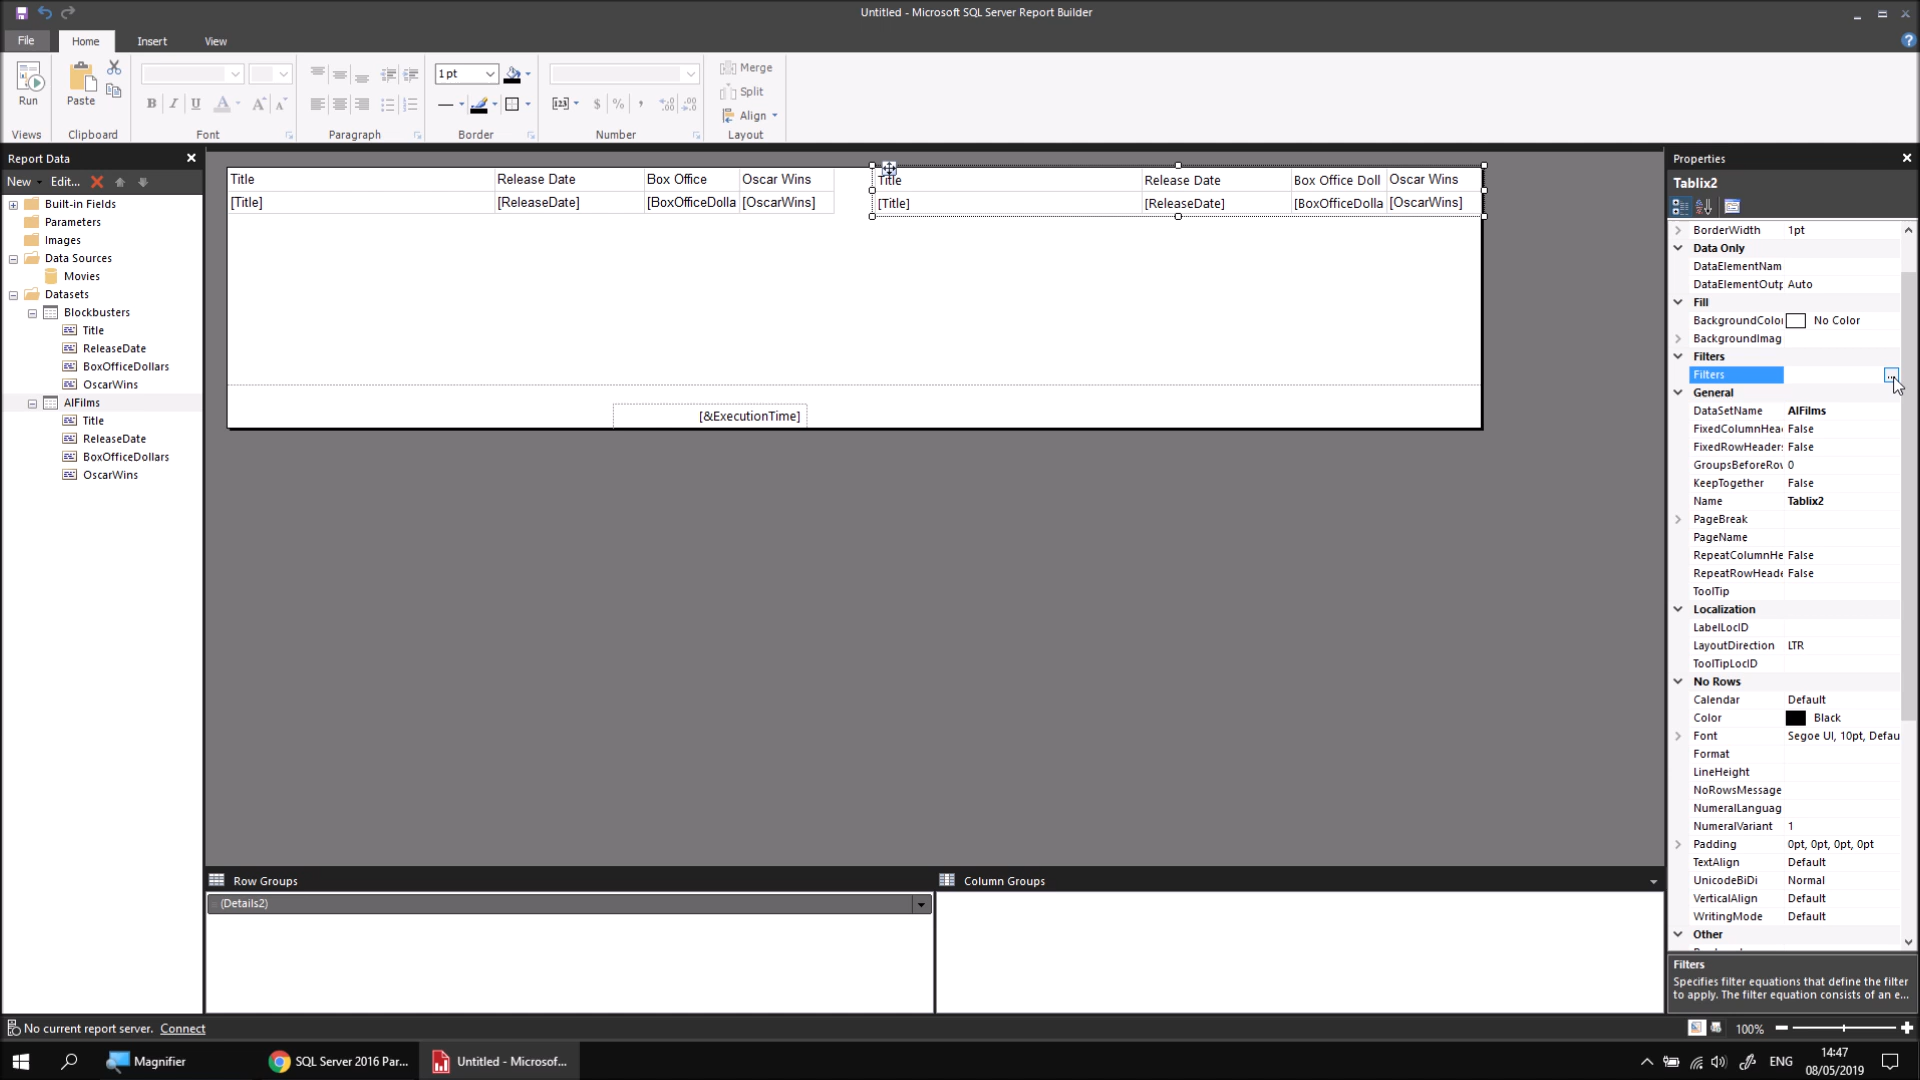 Untitled - Microsoft SQL Server Report Builder
File
Home
Insert
View
Run
Paste
1pt
Merge
Split
Align
Views
Clipboard
Font
Paragraph
Border
Number
Layout
Report Data
New
Edit...
Built-in Fields
Parameters
Images
Data Sources
Movies
Datasets
Blockbusters
Title
ReleaseDate
BoxOfficeDollars
OscarWins
AlFilms
Title
ReleaseDate
BoxOfficeDollars
OscarWins
Title Release Date Box Office Oscar Wins
[Title] [ReleaseDate] [BoxOfficeDolla [OscarWins]
Title Release Date Box Office Doll Oscar Wins
[Title] [ReleaseDate] [BoxOfficeDolla [OscarWins]
[&ExecutionTime]
Row Groups
(Details2)
Column Groups
Properties
Tablix2
BorderWidth 1pt
Data Only
DataElementNam
DataElementOutp Auto
Fill
BackgroundColor No Color
BackgroundImag
Filters
Filters ...
General
DataSetName AlFilms
FixedColumnHea False
FixedRowHeaders False
GroupsBeforeRow 0
KeepTogether False
Name Tablix2
PageBreak
PageName
RepeatColumnHe False
RepeatRowHeade False
ToolTip
Localization
LabelLocID
LayoutDirection LTR
ToolTipLocID
No Rows
Calendar Default
Color Black
Font Segoe UI, 10pt, Defau
Format
LineHeight
NoRowsMessage
NumeralLanguag
NumeralVariant 1
Padding 0pt, 0pt, 0pt, 0pt
TextAlign Default
UnicodeBiDi Normal
VerticalAlign Default
WritingMode Default
Other
Filters
Specifies filter equations that define the filter
to apply. The filter equation consists of an e...
No current report server. Connect
100%
Magnifier
SQL Server 2016 Par...
Untitled - Microsof...
ENG
14:47
08/05/2019